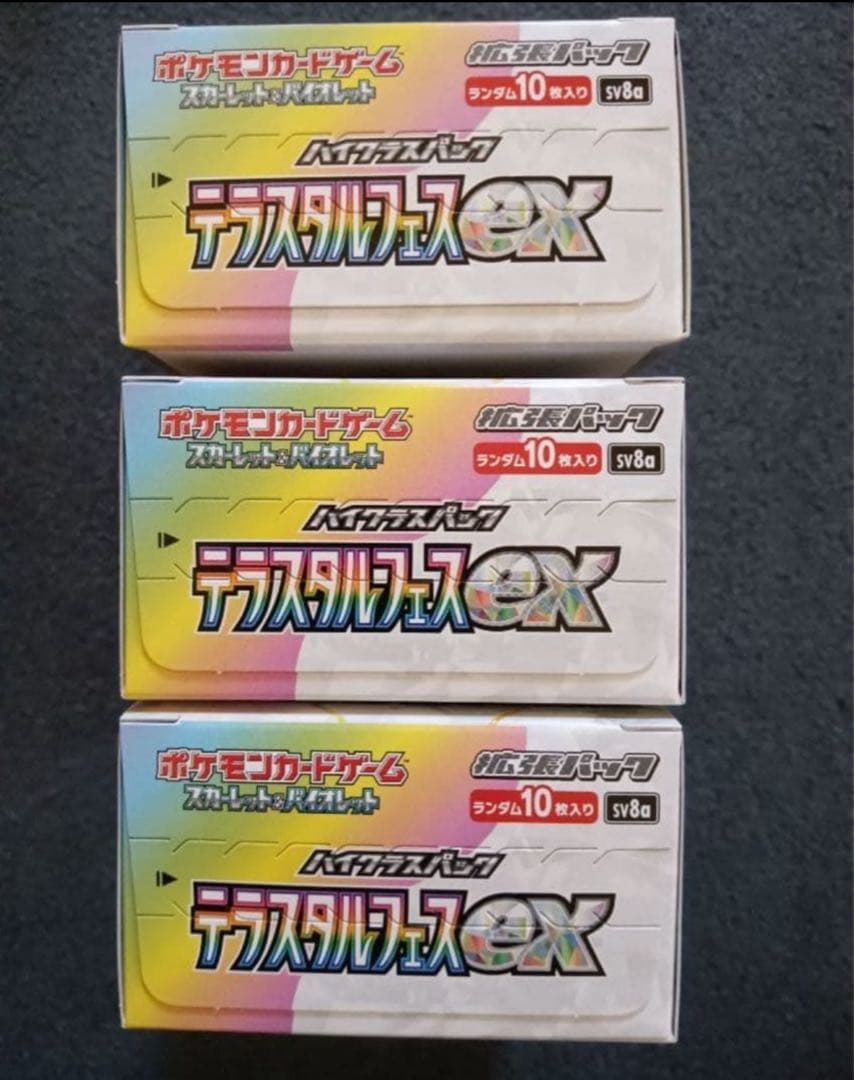 ポケモンカードゲーム
スカーレット&バイオレット
拡張パック
ランダム10枚入り sv8a
ハイクラスパック
テラスタルフェスex
ポケモンカードゲーム
スカーレット&バイオレット
拡張パック
ランダム10枚入り sv8a
ハイクラスパック
テラスタルフェスex
ポケモンカードゲーム
スカーレット&バイオレット
拡張パック
ランダム10枚入り sv8a
ハイクラスパック
テラスタルフェスex